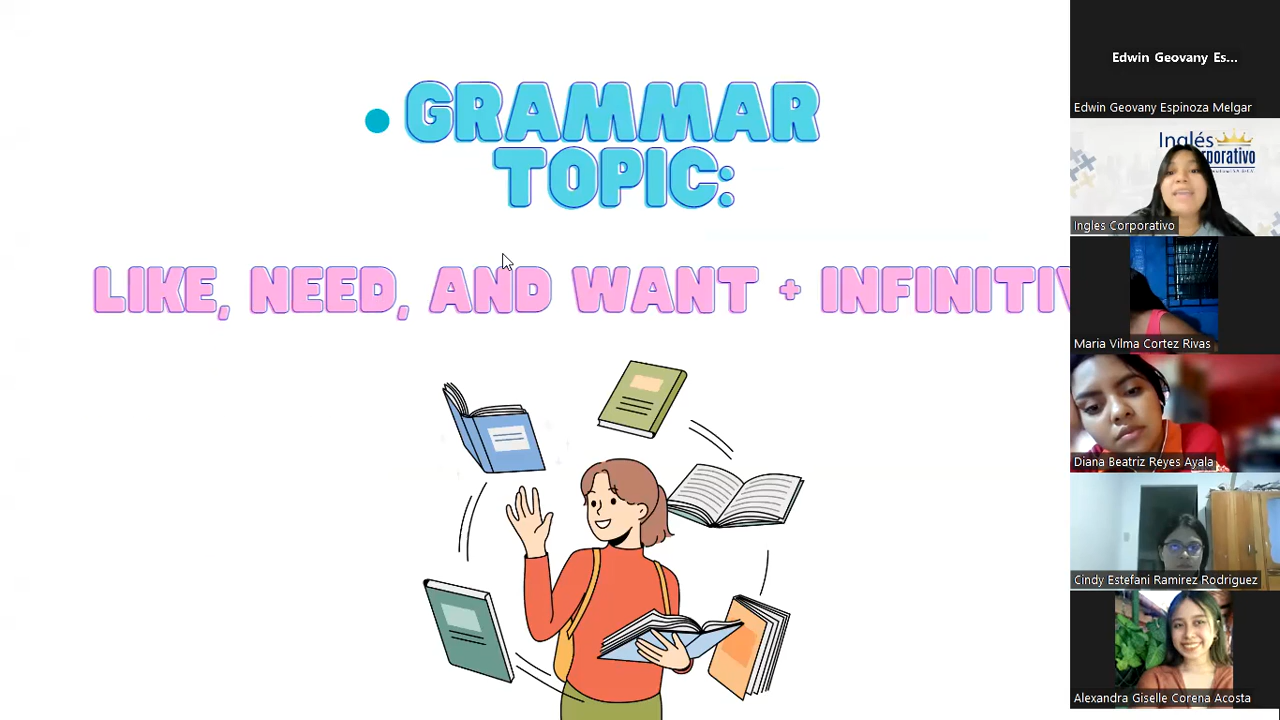 • GRAMMAR
TOPIC:
LIKE, NEED, AND WANT + INFINITIV
Edwin Geovany Es...
Edwin Geovany Espinoza Melgar
Inglés
Ingles Corporativo
Maria Vilma Cortez Rivas
Diana Beatriz Reyes Ayala
Cindy Estefani Ramirez Rodriguez
Alexandra Giselle Corena Acosta